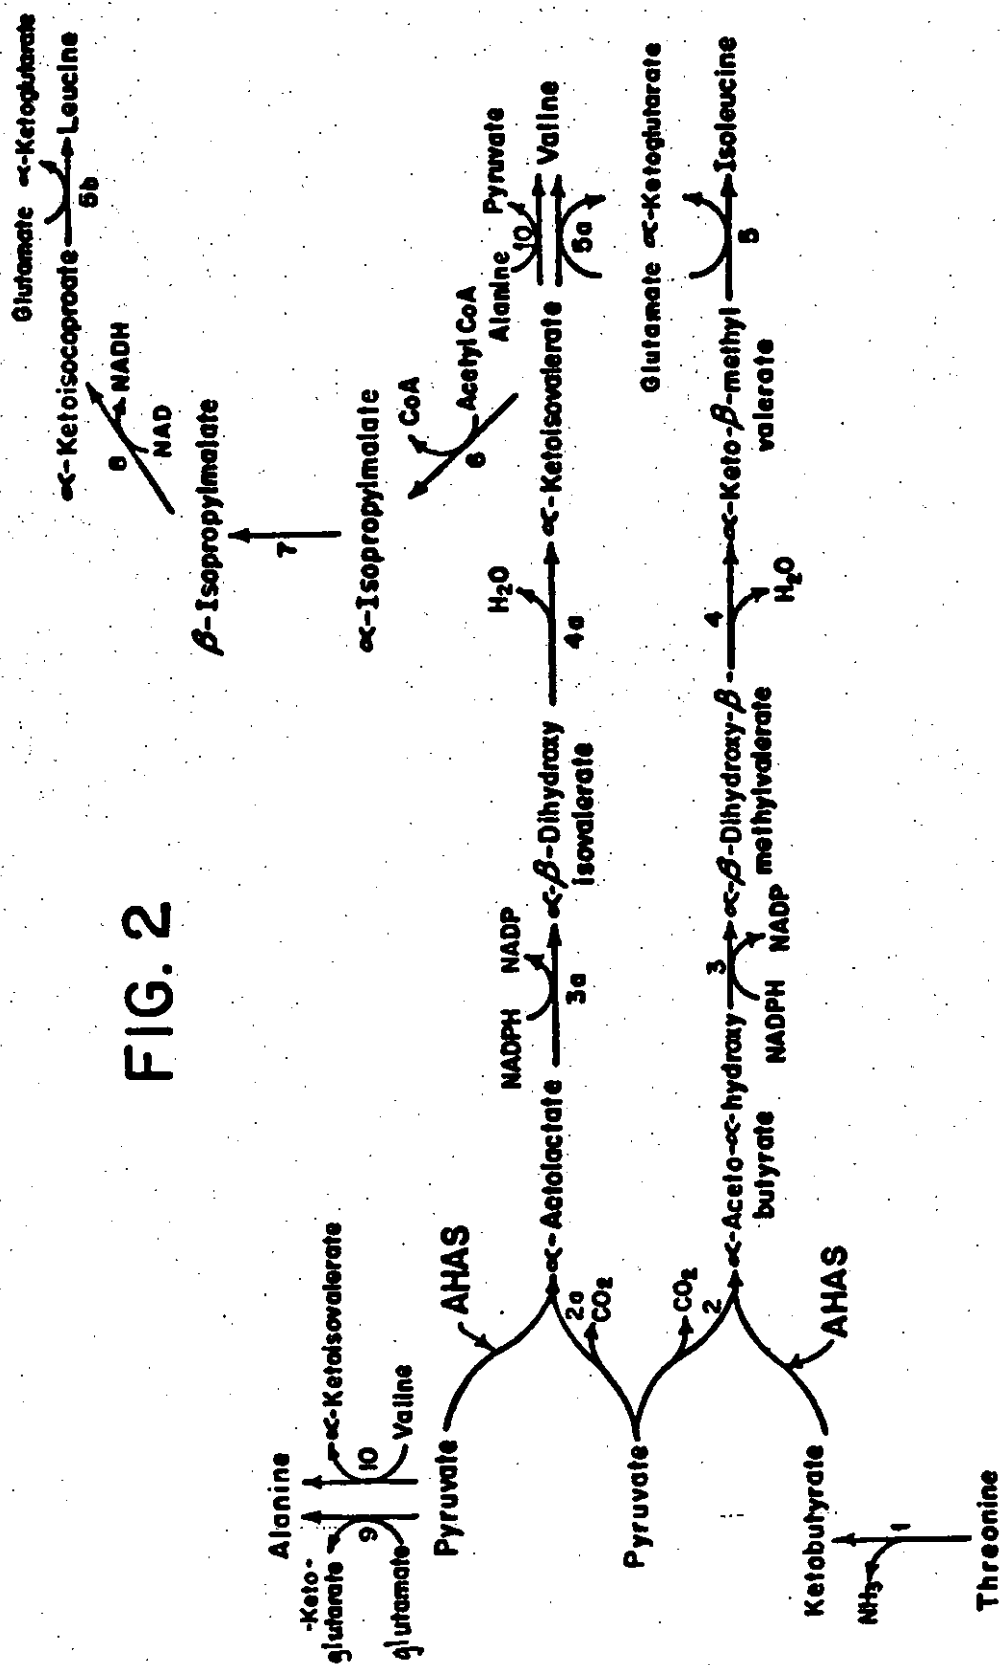 FIG. 2
Glutamate
α-Ketoglutarate
α-Ketoisocoproate
5b
Leucine
8
NADH
NAD
β-Isopropylmalate
7
α-Isopropylmalate
CoA
Acetyl CoA
6
Alanine
α-Ketoisovalerate
-Keto-
glutarate
9
10
glutamate
Valine
Pyruvate
AHAS
2a
CO₂
α-Actolactate
NADPH
NADP
3a
α-β-Dihydroxy
isovalerate
H₂O
4a
α-Ketoisovalerate
Alanine
Pyruvate
10
5a
Valine
Pyruvate
CO₂
2
Glutamate
α-Ketoglutarate
Ketobutyrate
AHAS
α-Aceto-α-hydroxy
butyrate
3
NADPH
NADP
α-β-Dihydroxy-β-
methylvalerate
4
H₂O
α-Keto-β-methyl
valerate
5
Isoleucine
NH₃
1
Threonine